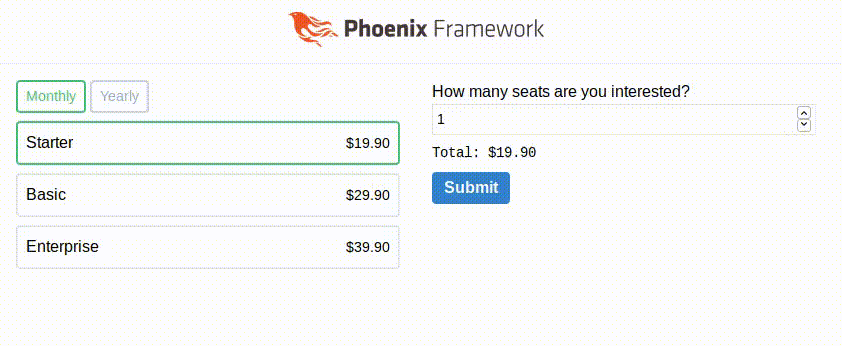 Phoenix Framework
Monthly Yearly
Starter $19.90
Basic $29.90
Enterprise $39.90
How many seats are you interested?
1
Total: $19.90
Submit